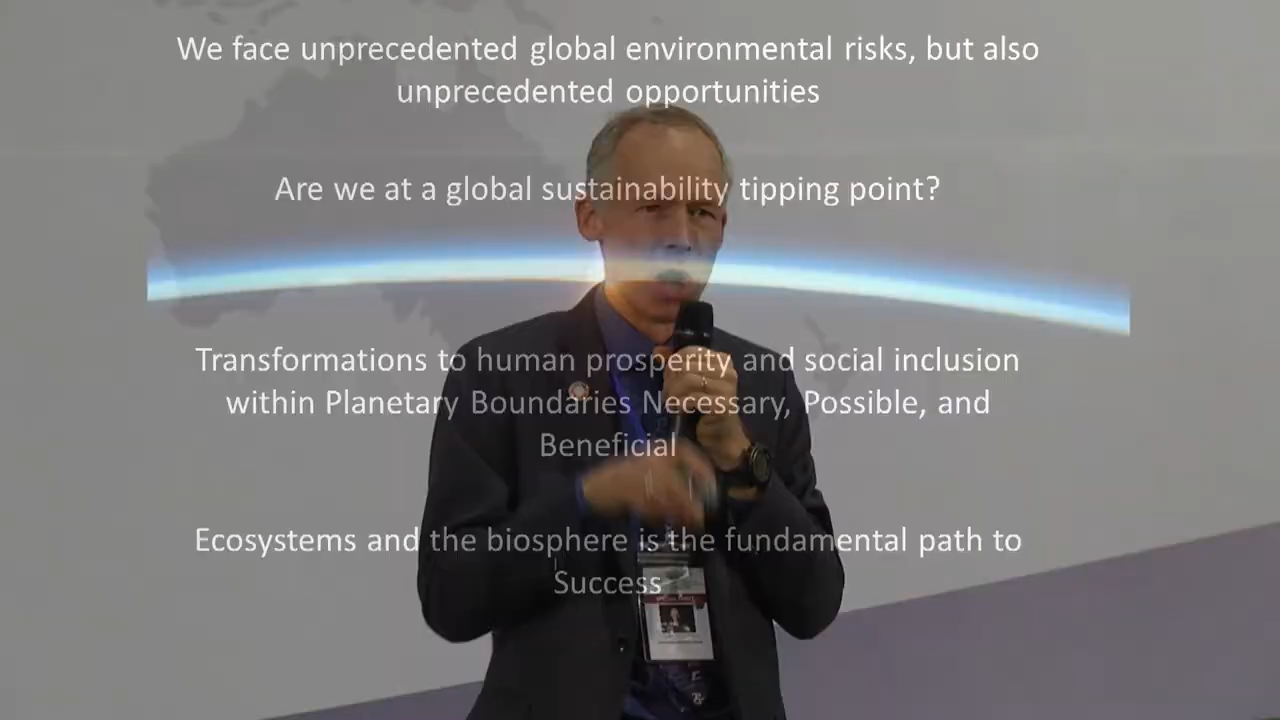 We face unprecedented global environmental risks, but also
unprecedented opportunities
Are we at a global sustainability tipping point?
Transformations to human prosperity and social inclusion
within Planetary Boundaries Necessary, Possible, and
Beneficial
Ecosystems and the biosphere is the fundamental path to
Success